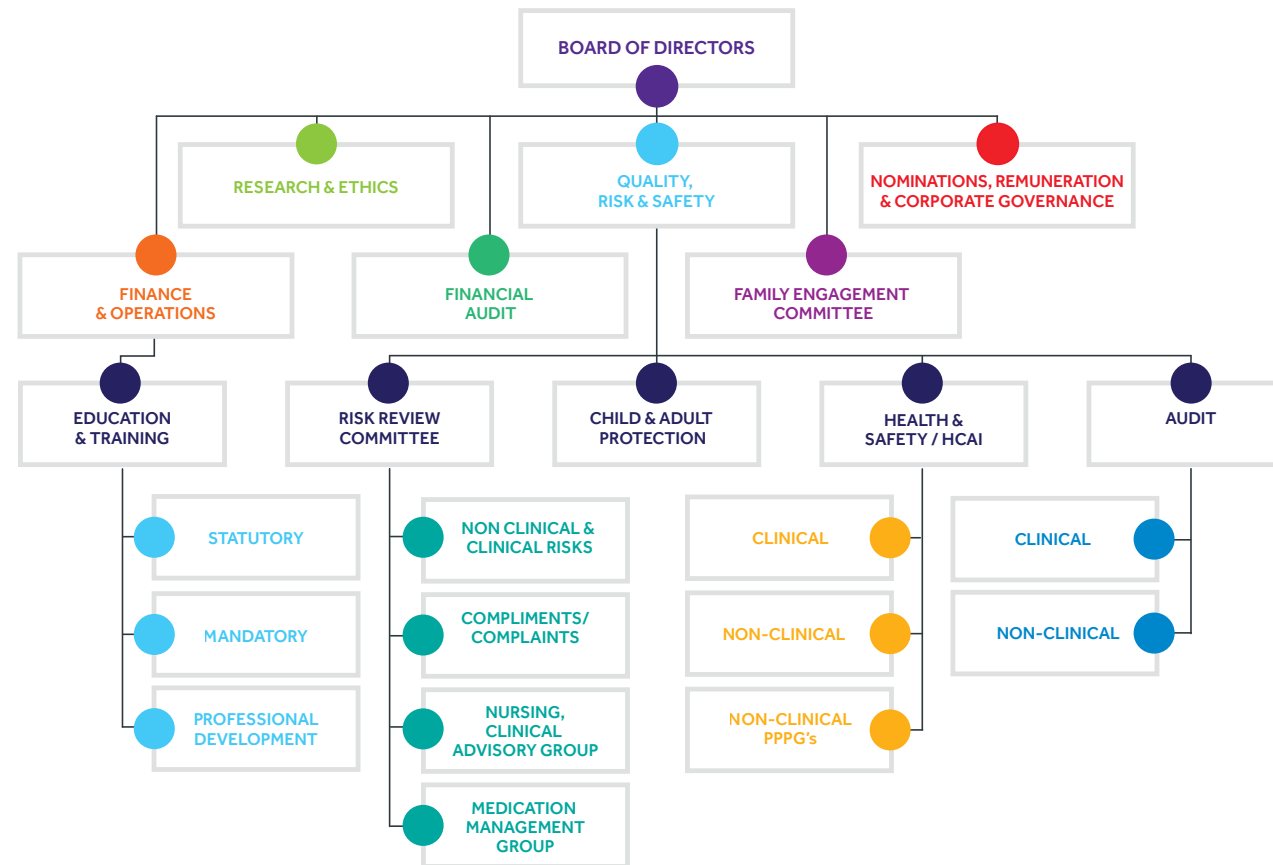 BOARD OF DIRECTORS
RESEARCH & ETHICS
QUALITY,
RISK & SAFETY
NOMINATIONS, REMUNERATION
& CORPORATE GOVERNANCE
FINANCE
& OPERATIONS
FINANCIAL
AUDIT
FAMILY ENGAGEMENT
COMMITTEE
EDUCATION
& TRAINING
RISK REVIEW
COMMITTEE
CHILD & ADULT
PROTECTION
HEALTH &
SAFETY / HCAI
AUDIT
STATUTORY
MANDATORY
PROFESSIONAL
DEVELOPMENT
NON CLINICAL &
CLINICAL RISKS
COMPLIMENTS/
COMPLAINTS
NURSING,
CLINICAL
ADVISORY GROUP
MEDICATION
MANAGEMENT
GROUP
CLINICAL
NON-CLINICAL
NON-CLINICAL
PPPG's
CLINICAL
NON-CLINICAL